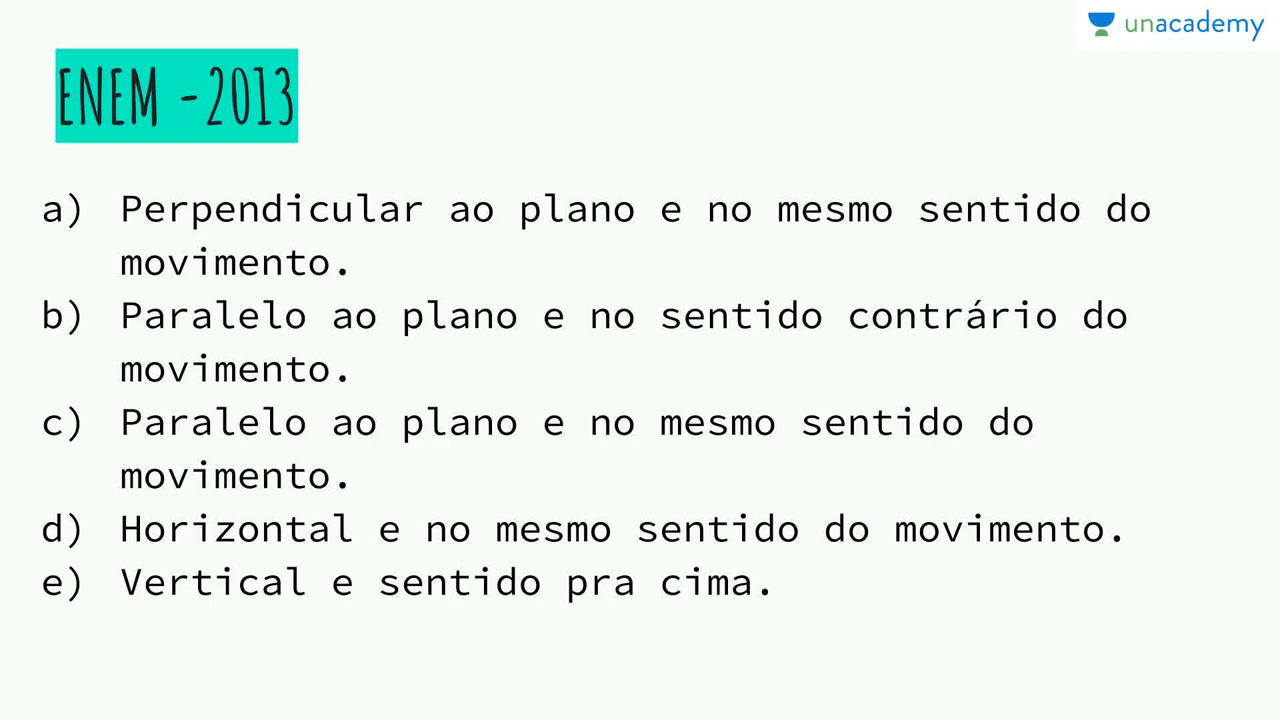 unacademy
ENEM -2013
a) Perpendicular ao plano e no mesmo sentido do
movimento.
b) Paralelo ao plano e no sentido contrário do
movimento.
c) Paralelo ao plano e no mesmo sentido do
movimento.
d) Horizontal e no mesmo sentido do movimento.
e) Vertical e sentido pra cima.